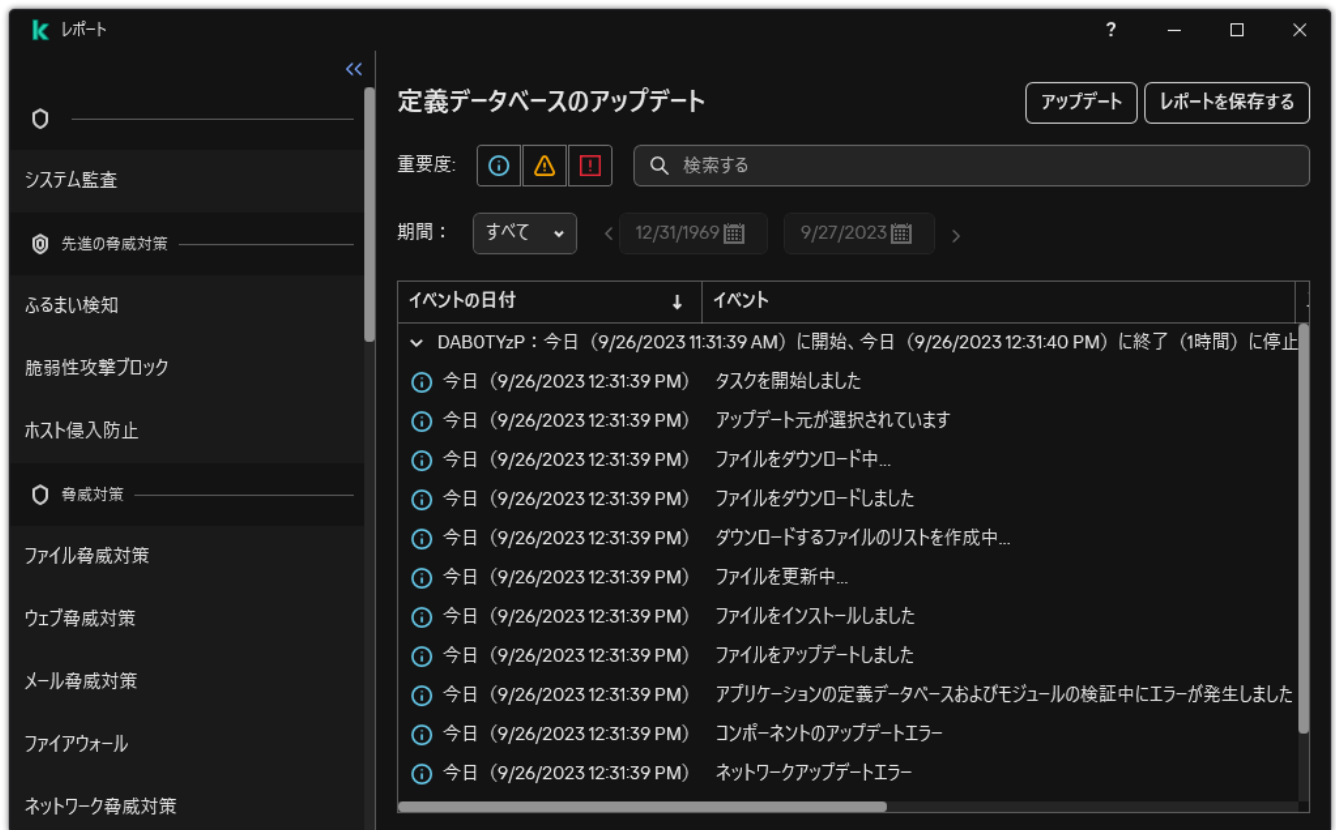 レポート
?
システム監査
先進の脅威対策
ふるまい検知
脆弱性攻撃ブロック
ホスト侵入防止
脅威対策
ファイル脅威対策
ウェブ脅威対策
メール脅威対策
ファイアウォール
ネットワーク脅威対策
定義データベースのアップデート
アップデート
レポートを保存する
重要度:
検索する
期間：
すべて
12/31/1969
9/27/2023
イベントの日付 ↓ イベント
DAB0TYzP：今日（9/26/2023 11:31:39 AM）に開始、今日（9/26/2023 12:31:40 PM）に終了（1時間）に停止
今日（9/26/2023 12:31:39 PM） タスクを開始しました
今日（9/26/2023 12:31:39 PM） アップデート元が選択されています
今日（9/26/2023 12:31:39 PM） ファイルをダウンロード中...
今日（9/26/2023 12:31:39 PM） ファイルをダウンロードしました
今日（9/26/2023 12:31:39 PM） ダウンロードするファイルのリストを作成中...
今日（9/26/2023 12:31:39 PM） ファイルを更新中...
今日（9/26/2023 12:31:39 PM） ファイルをインストールしました
今日（9/26/2023 12:31:39 PM） ファイルをアップデートしました
今日（9/26/2023 12:31:39 PM） アプリケーションの定義データベースおよびモジュールの検証中にエラーが発生しました
今日（9/26/2023 12:31:39 PM） コンポーネントのアップデートエラー
今日（9/26/2023 12:31:39 PM） ネットワークアップデートエラー